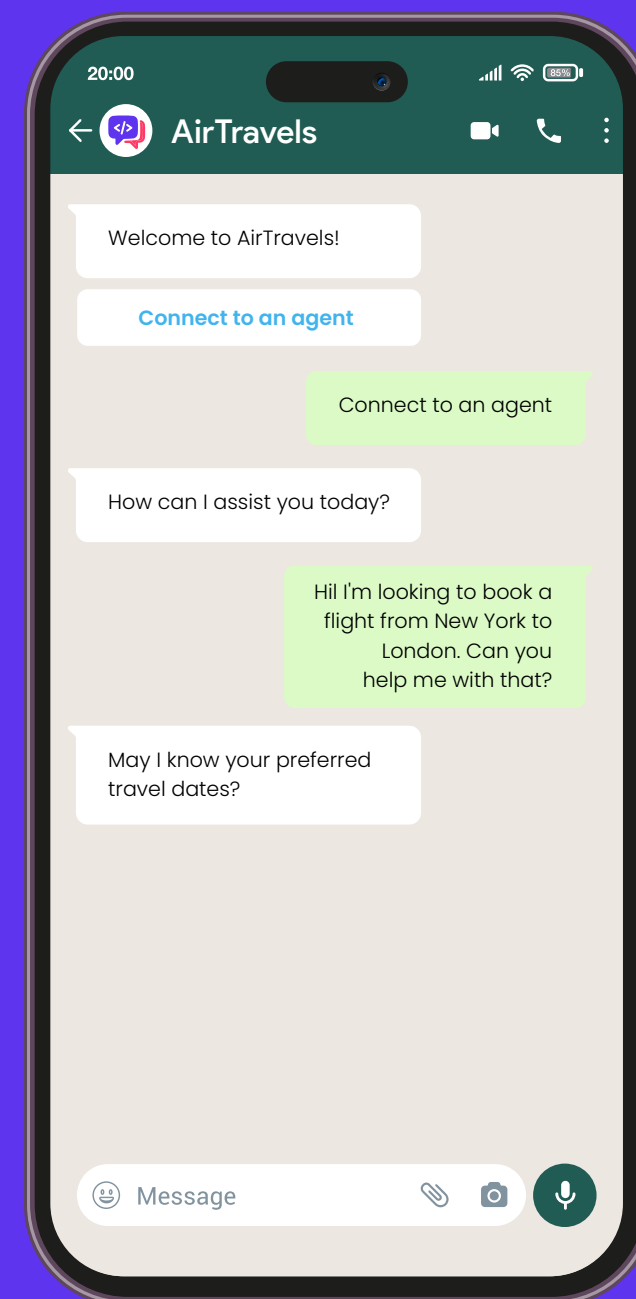 20:00
85%
</>
AirTravels
Welcome to AirTravels!
Connect to an agent
Connect to an agent
How can I assist you today?
Hil I'm looking to book a
flight from New York to
London. Can you
help me with that?
May I know your preferred
travel dates?
Message